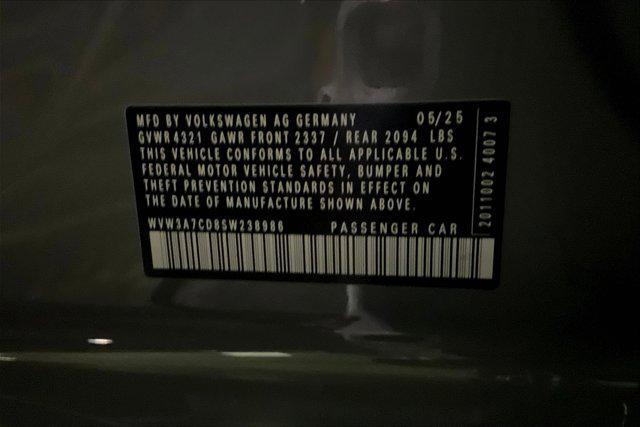 MFD BY VOLKSWAGEN AG GERMANY 05/25
GVWR 4321 GAWR FRONT 2337 / REAR 2094 LBS
THIS VEHICLE CONFORMS TO ALL APPLICABLE U.S.
FEDERAL MOTOR VEHICLE SAFETY, BUMPER AND
THEFT PREVENTION STANDARDS IN EFFECT ON
THE DATE OF MANUFACTURE SHOWN ABOVE.
WVW3A7CD8SW238986 PASSENGER CAR
2011002 4007 3